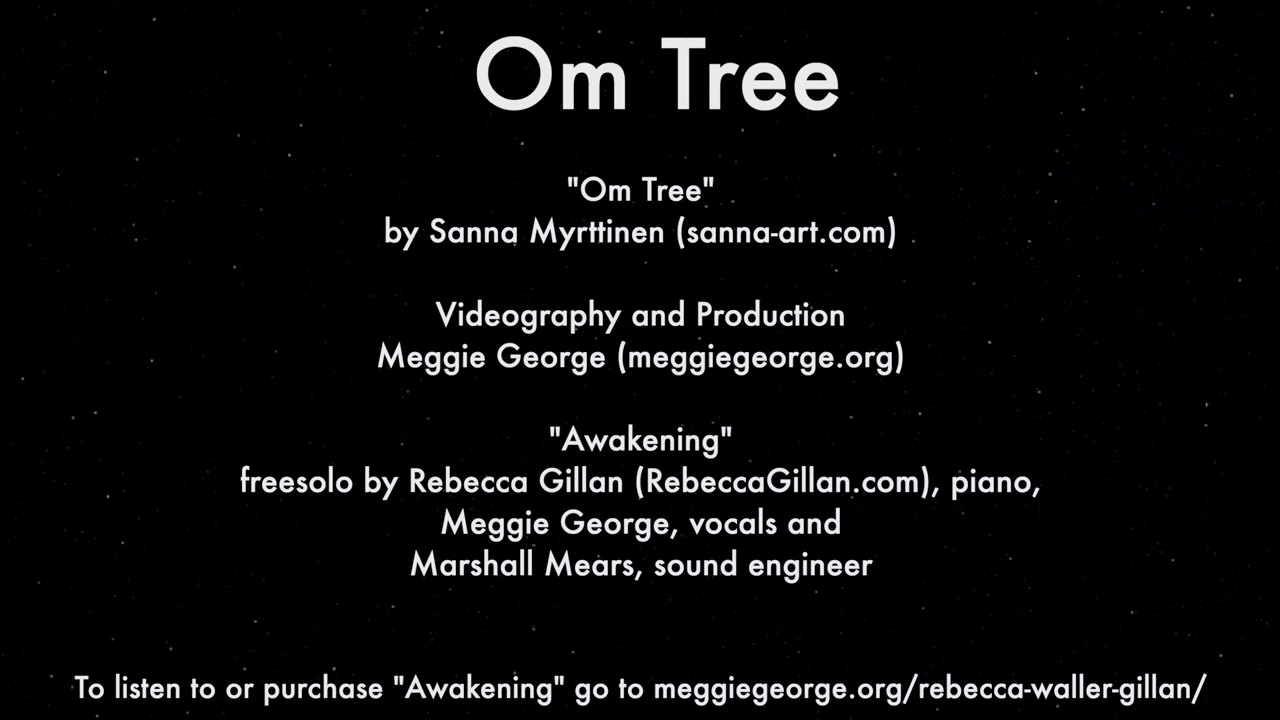 Om Tree
"Om Tree"
by Sanna Myrttinen (sanna-art.com)
Videography and Production
Meggie George (meggiegeorge.org)
"Awakening"
freesolo by Rebecca Gillan (RebeccaGillan.com), piano,
Meggie George, vocals and
Marshall Mears, sound engineer
To listen to or purchase "Awakening" go to meggiegeorge.org/rebecca-waller-gillan/